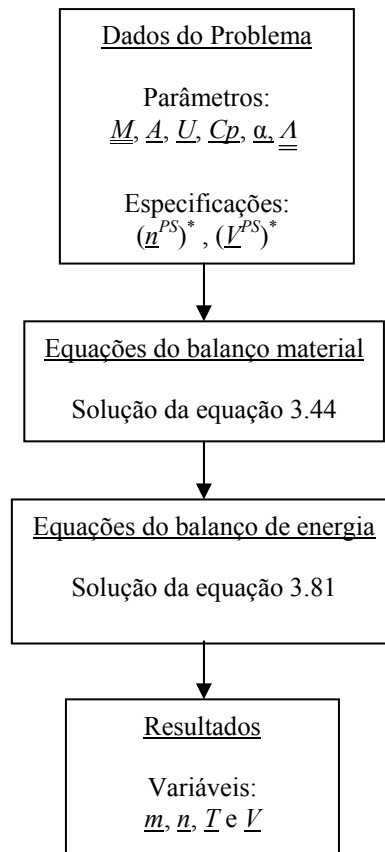 Dados do Problema
Parâmetros:
M, A, U, Cp, α, Λ
Especificações:
(n^PS)^* , (V^PS)^*
Equações do balanço material
Solução da equação 3.44
Equações do balanço de energia
Solução da equação 3.81
Resultados
Variáveis:
m, n, T e V